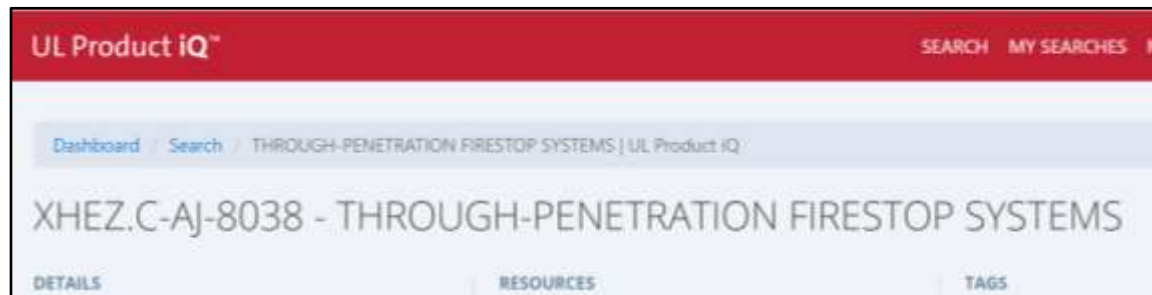 UL Product iQ™ SEARCH MY SEARCHES
Dashboard / Search / THROUGH-PENETRATION FIRESTOP SYSTEMS | UL Product iQ
XHEZ.C-AJ-8038 - THROUGH-PENETRATION FIRESTOP SYSTEMS
DETAILS RESOURCES TAGS